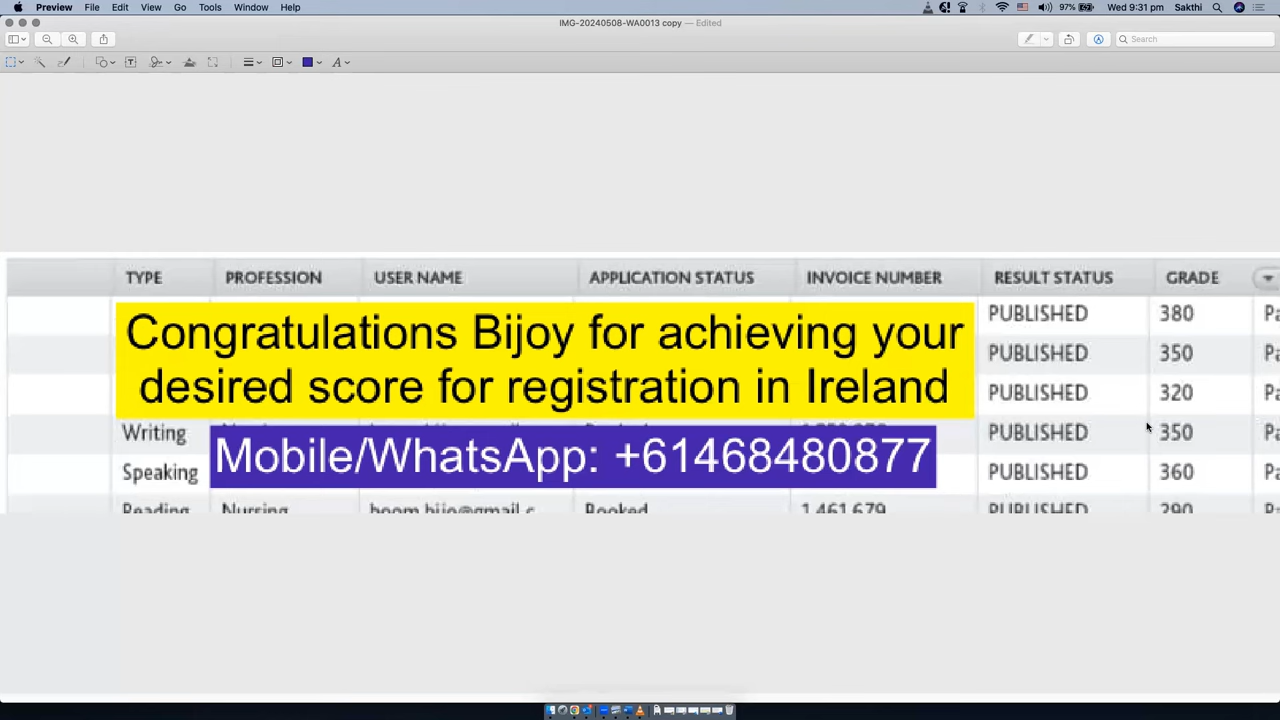 Preview File Edit View Go Tools Window Help 97% Wed 9:31 pm Sakthi
IMG-20240508-WA0013 copy — Edited
Search
TYPE PROFESSION USER NAME APPLICATION STATUS INVOICE NUMBER RESULT STATUS GRADE
Congratulations Bijoy for achieving your
desired score for registration in Ireland
PUBLISHED 380
PUBLISHED 350
PUBLISHED 320
Writing PUBLISHED 350
Mobile/WhatsApp: +61468480877
Speaking PUBLISHED 360
Reading Nursing Booked 1,461,679 PUBLISHED 290